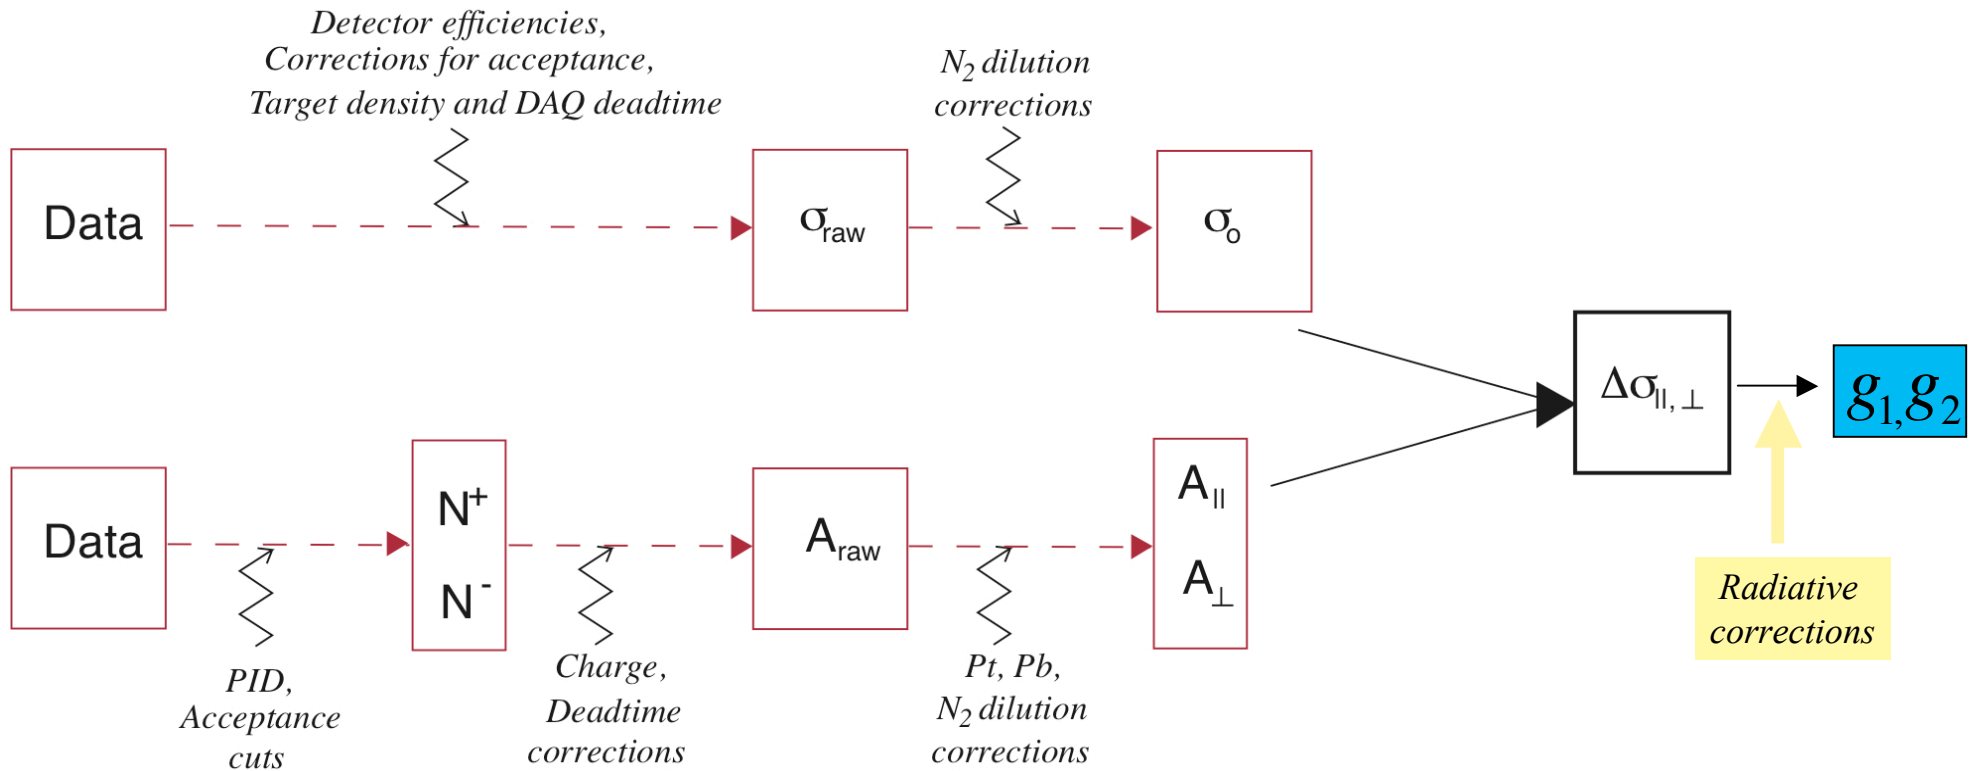 Detector efficiencies,
Corrections for acceptance,
Target density and DAQ deadtime
N₂ dilution
corrections
Data
σraw
σo
Δσ||,⊥
g₁,g₂
Data
N⁺
N⁻
Araw
A||
A⊥
PID,
Acceptance
cuts
Charge,
Deadtime
corrections
Pt, Pb,
N₂ dilution
corrections
Radiative
corrections